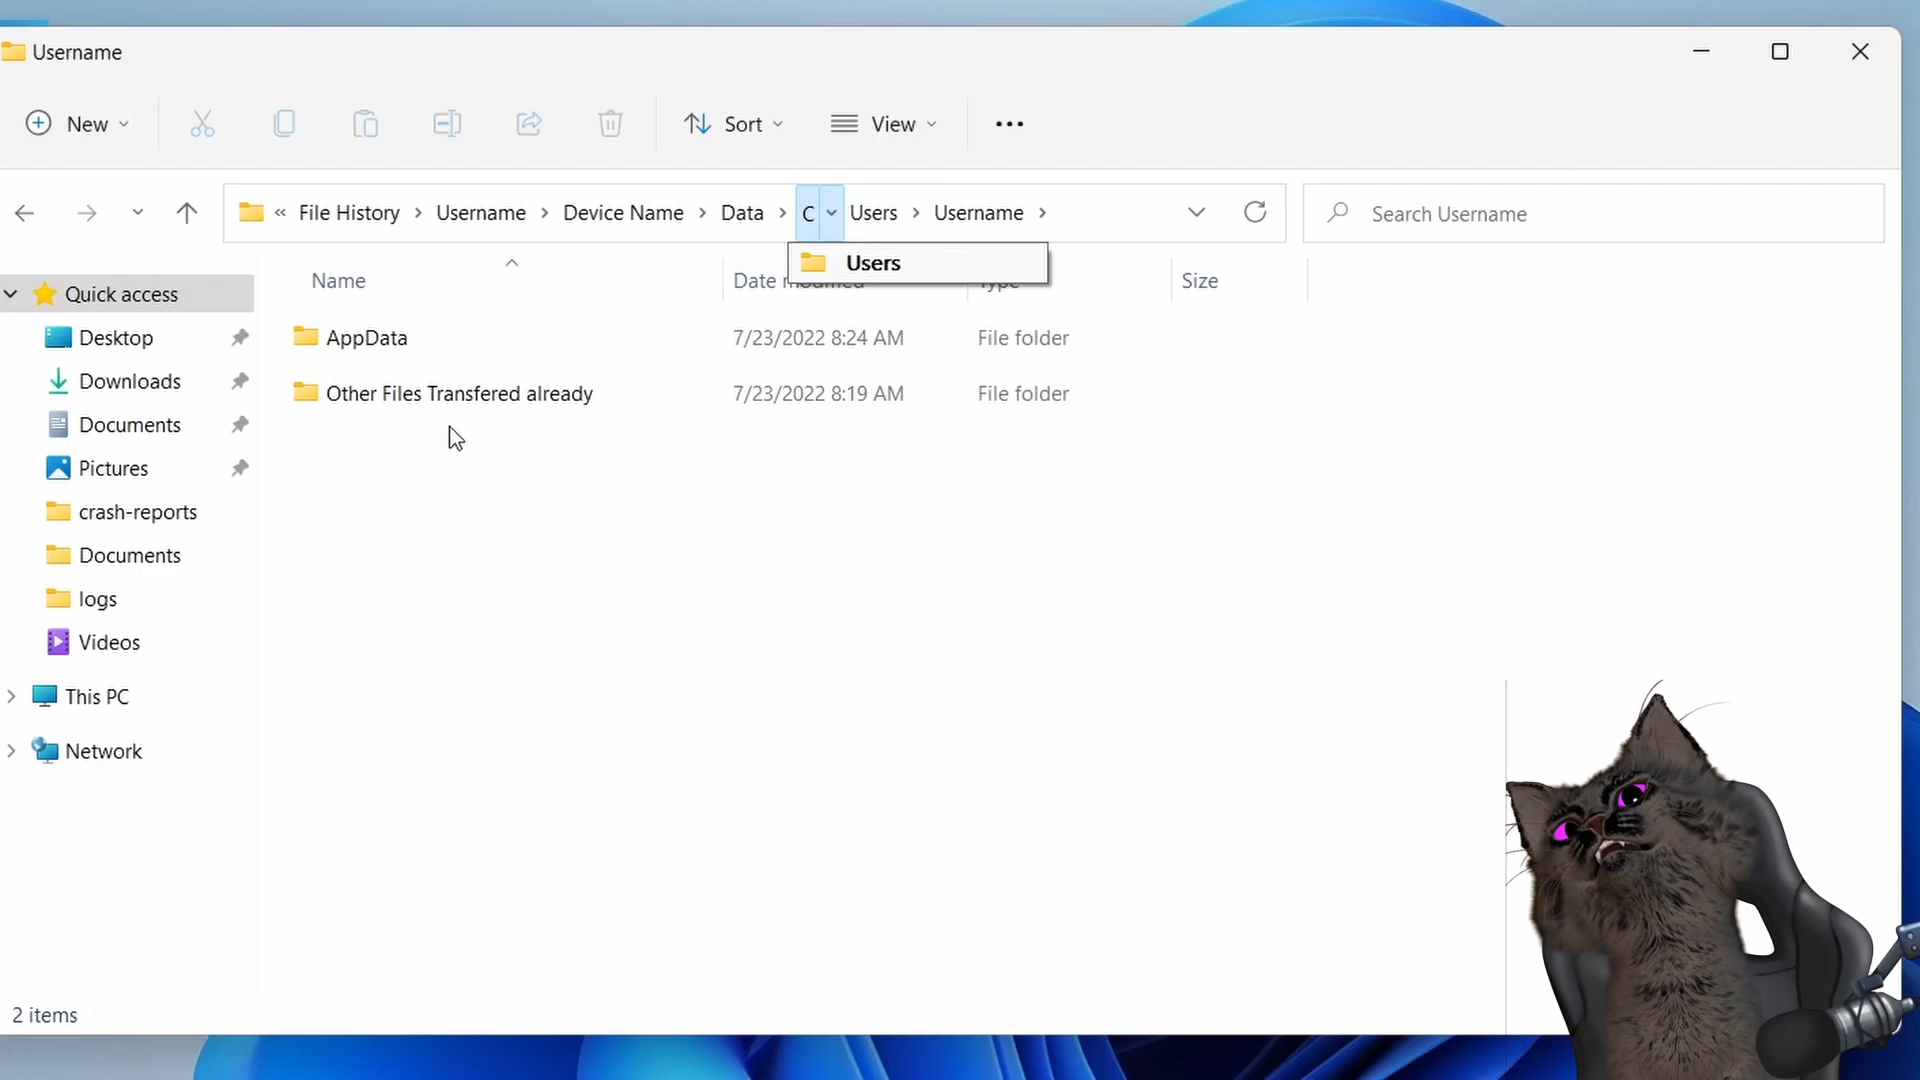 Username
New
Sort
View
« File History > Username > Device Name > Data > C Users > Username >
Search Username
Users
Name
Date modified
Type
Size
Quick access
Desktop
Downloads
Documents
Pictures
crash-reports
Documents
logs
Videos
This PC
Network
AppData 7/23/2022 8:24 AM File folder
Other Files Transfered already 7/23/2022 8:19 AM File folder
2 items